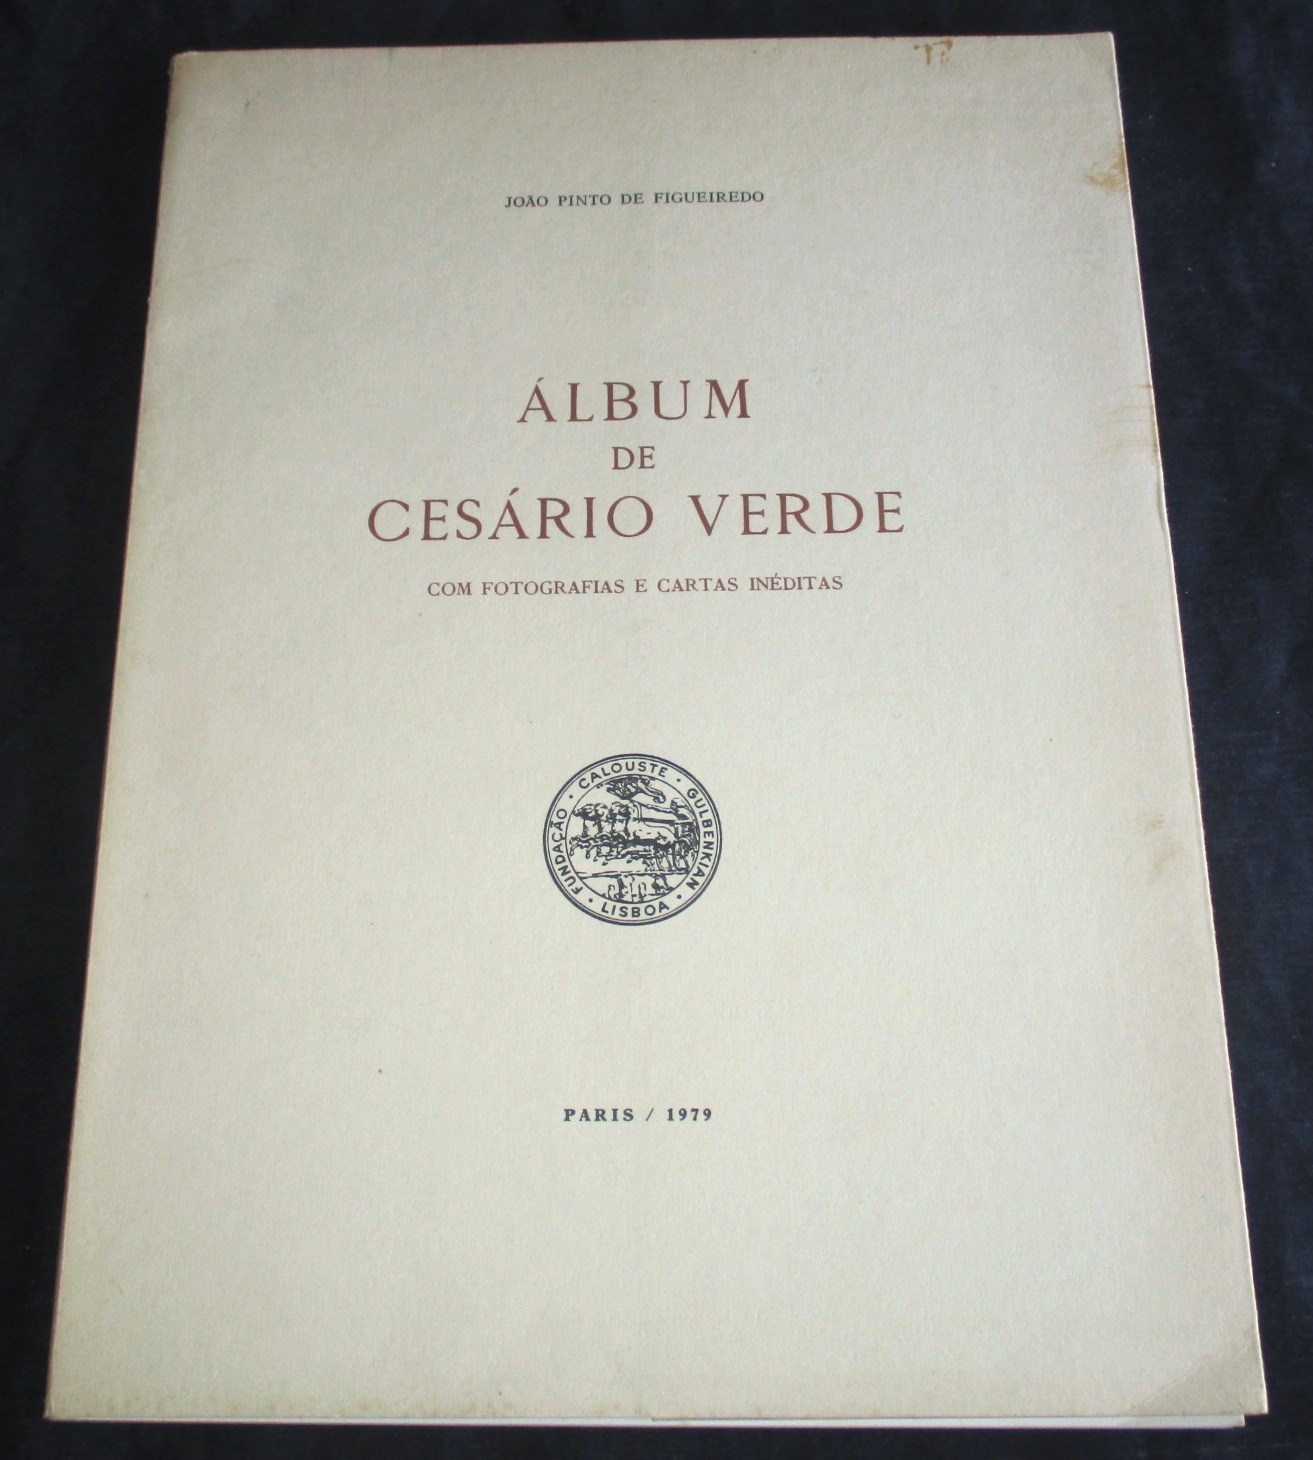 JOÃO PINTO DE FIGUEIREDO
ÁLBUM
DE
CESÁRIO VERDE
COM FOTOGRAFIAS E CARTAS INÉDITAS
FUNDAÇÃO · CALOUSTE · GULBENKIAN · LISBOA ·
PARIS / 1979